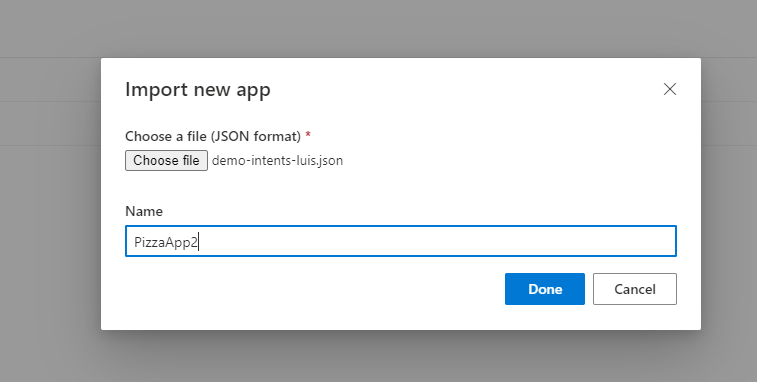 Import new app
Choose a file (JSON format) *
Choose file demo-intents-luis.json
Name
PizzaApp2
Done Cancel